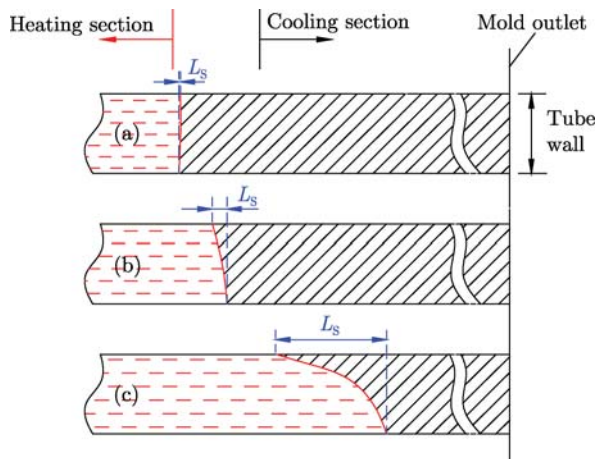 Heating section
Cooling section
Mold outlet
Ls
(a)
Tube
wall
Ls
(b)
Ls
(c)